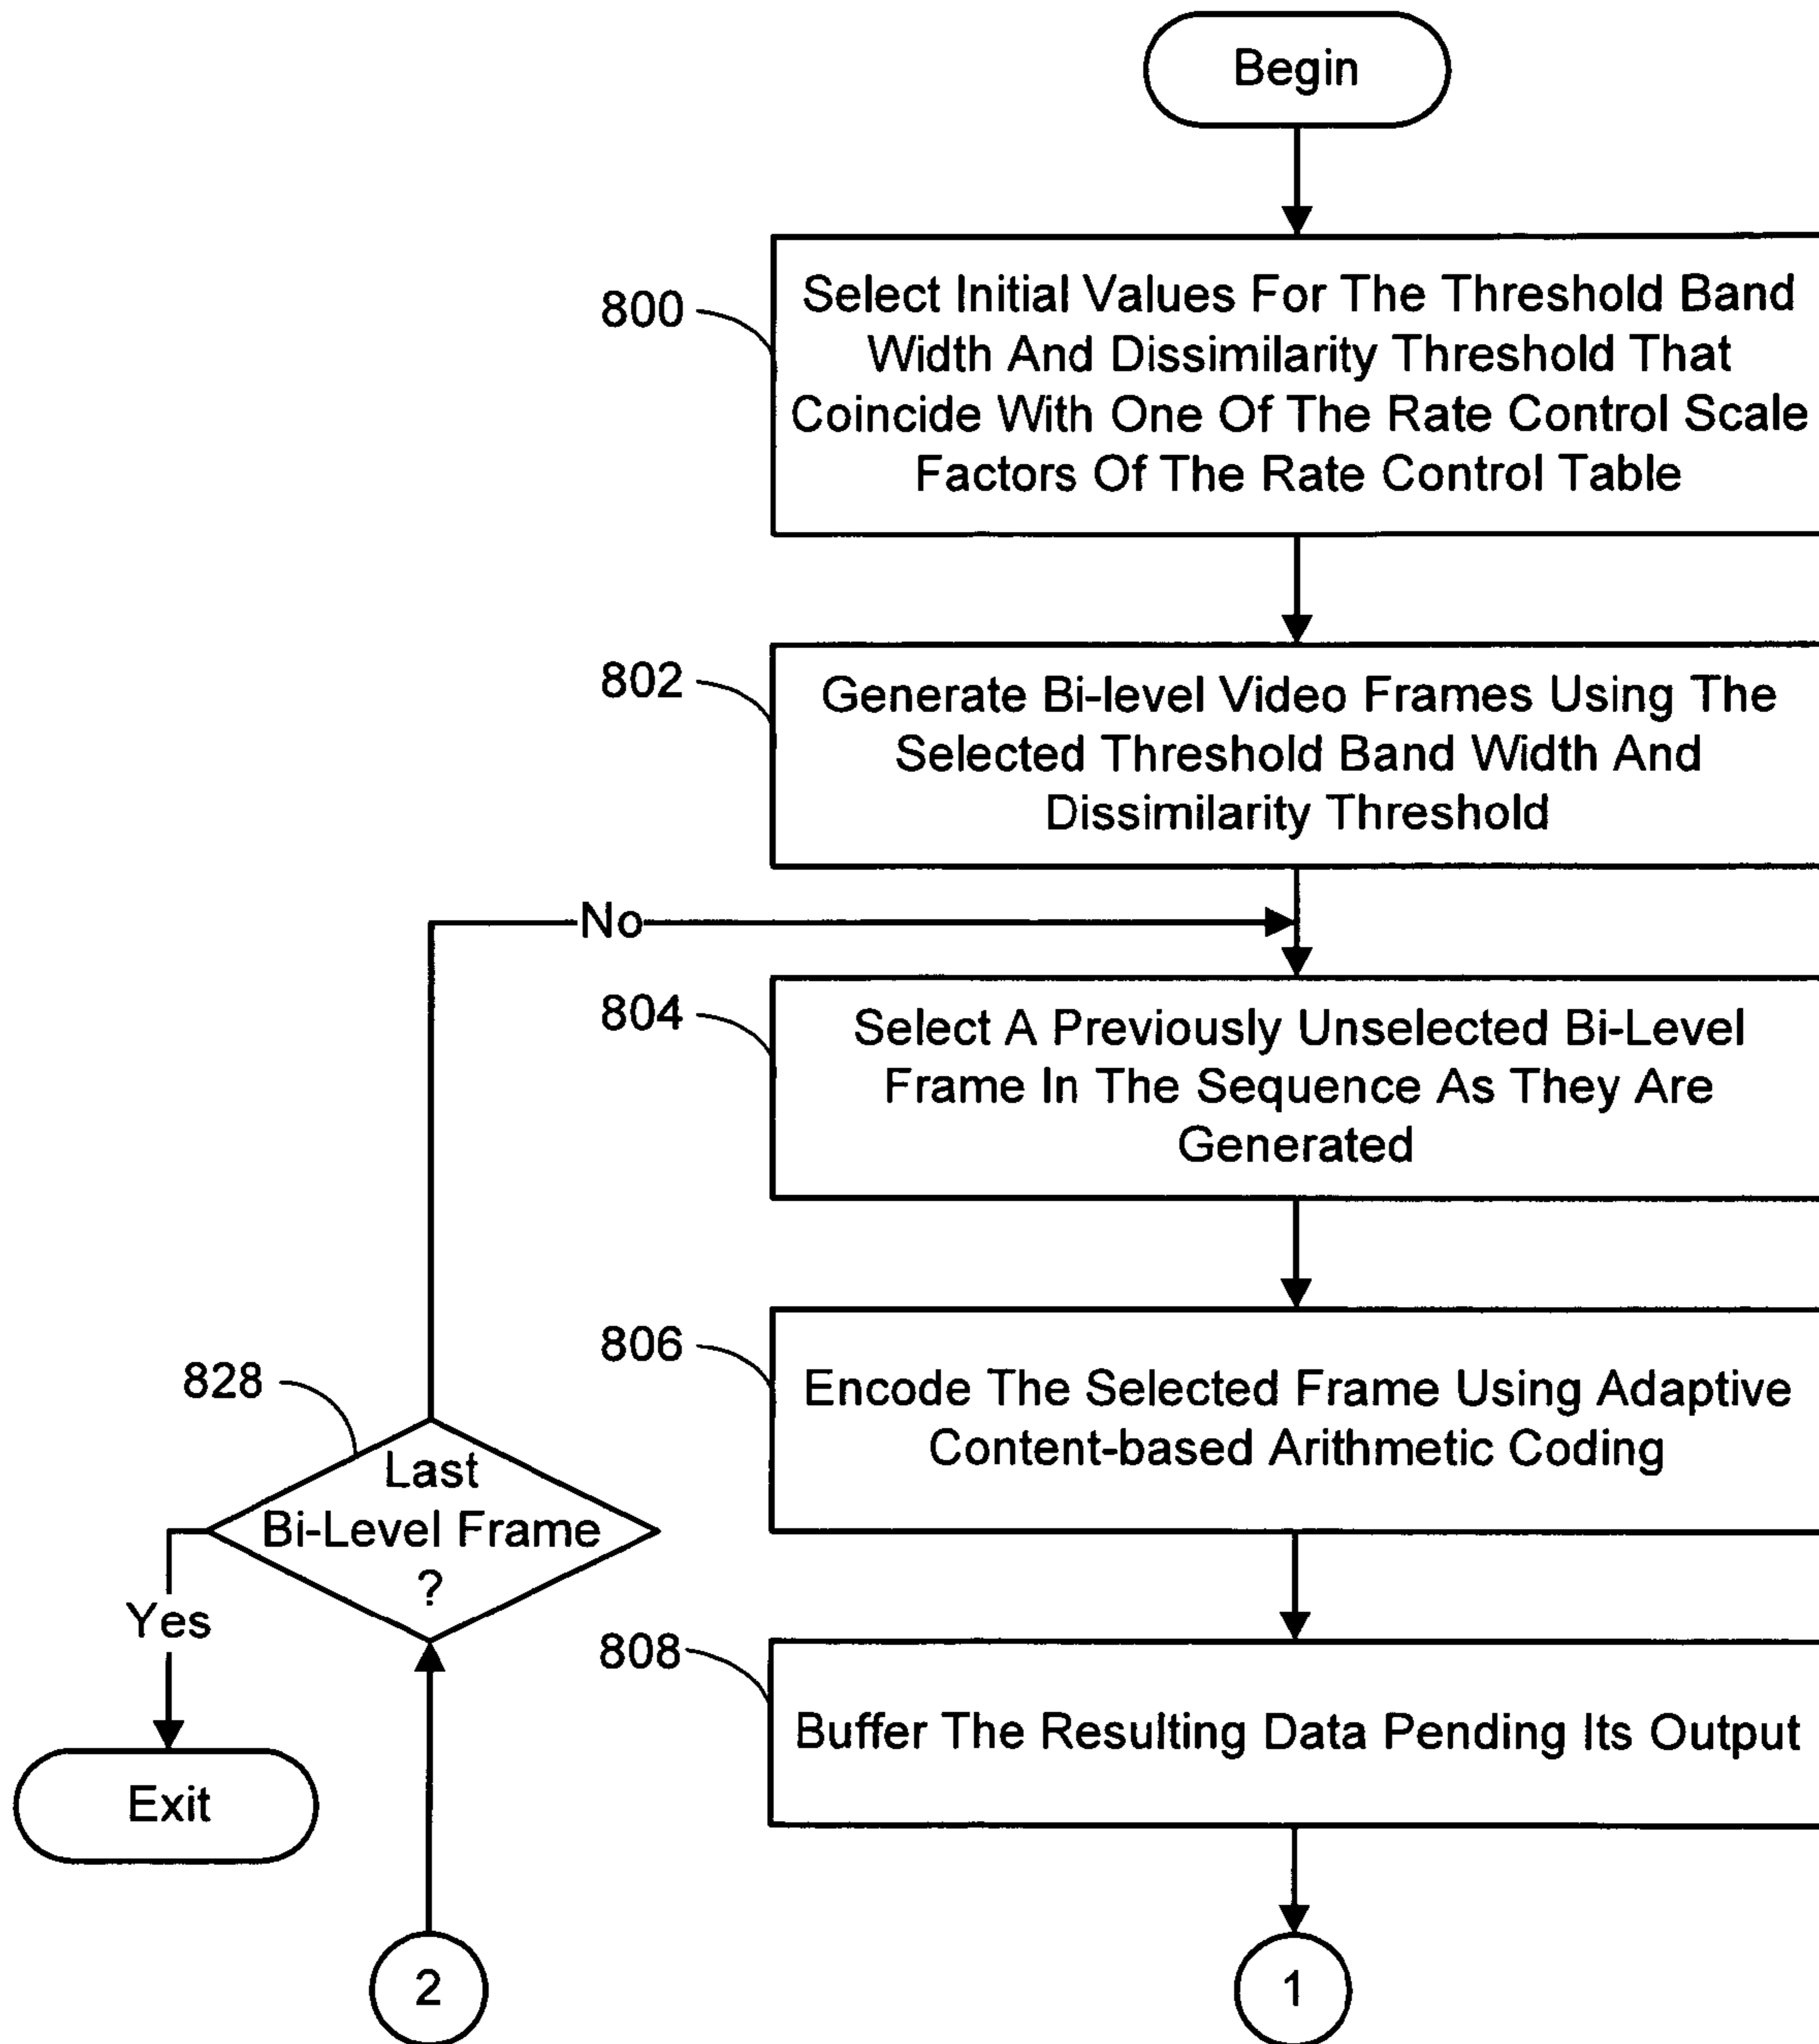 Begin
800
Select Initial Values For The Threshold Band
Width And Dissimilarity Threshold That
Coincide With One Of The Rate Control Scale
Factors Of The Rate Control Table
802
Generate Bi-level Video Frames Using The
Selected Threshold Band Width And
Dissimilarity Threshold
No
804
Select A Previously Unselected Bi-Level
Frame In The Sequence As They Are
Generated
806
Encode The Selected Frame Using Adaptive
Content-based Arithmetic Coding
828
Last
Bi-Level Frame
?
Yes
808
Buffer The Resulting Data Pending Its Output
Exit
2
1